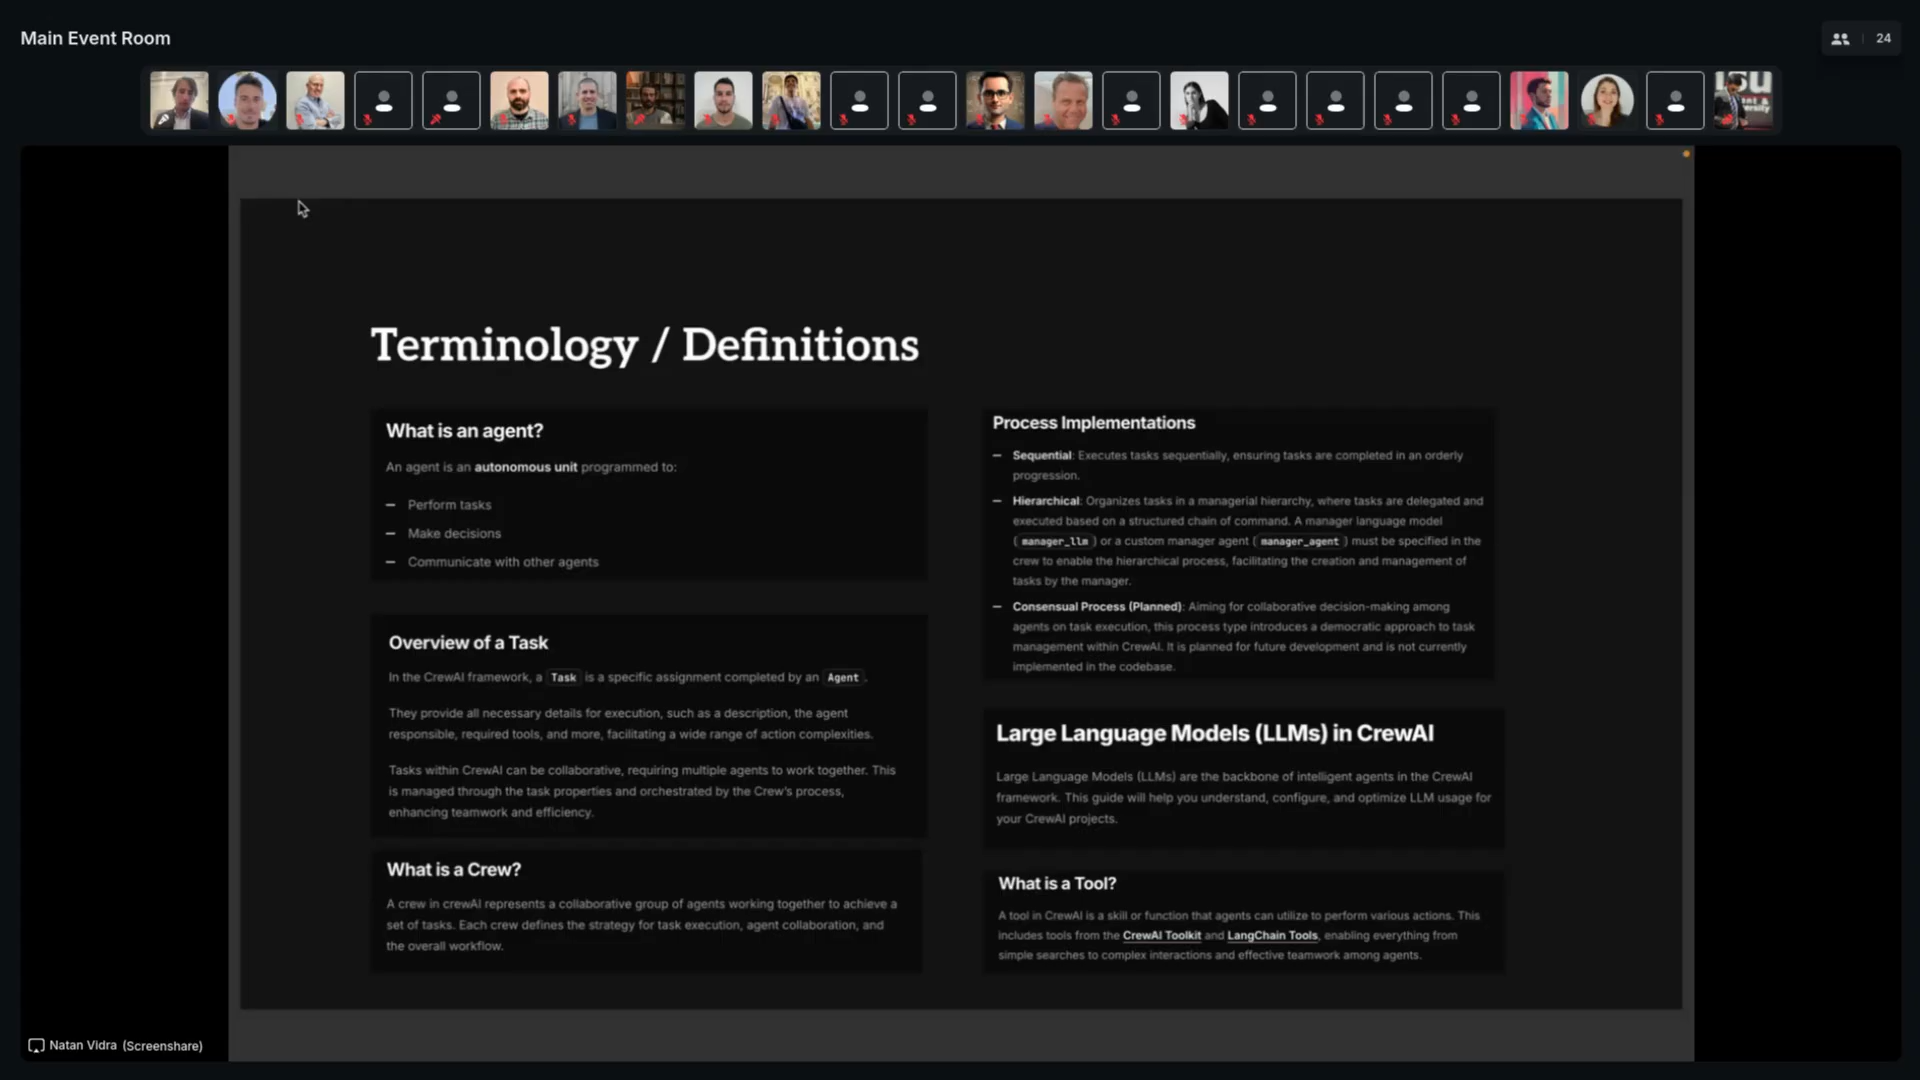 Main Event Room
24
Terminology / Definitions
What is an agent?
An agent is an autonomous unit programmed to:
– Perform tasks
– Make decisions
– Communicate with other agents
Overview of a Task
In the CrewAI framework, a Task is a specific assignment completed by an Agent.
They provide all necessary details for execution, such as a description, the agent
responsible, required tools, and more, facilitating a wide range of action complexities.
Tasks within CrewAI can be collaborative, requiring multiple agents to work together. This
is managed through the task properties and orchestrated by the Crew's process,
enhancing teamwork and efficiency.
What is a Crew?
A crew in crewAI represents a collaborative group of agents working together to achieve a
set of tasks. Each crew defines the strategy for task execution, agent collaboration, and
the overall workflow.
Process Implementations
– Sequential: Executes tasks sequentially, ensuring tasks are completed in an orderly
progression.
– Hierarchical: Organizes tasks in a managerial hierarchy, where tasks are delegated and
executed based on a structured chain of command. A manager language model
( manager_llm ) or a custom manager agent ( manager_agent ) must be specified in the
crew to enable the hierarchical process, facilitating the creation and management of
tasks by the manager.
– Consensual Process (Planned): Aiming for collaborative decision-making among
agents on task execution, this process type introduces a democratic approach to task
management within CrewAI. It is planned for future development and is not currently
implemented in the codebase.
Large Language Models (LLMs) in CrewAI
Large Language Models (LLMs) are the backbone of intelligent agents in the CrewAI
framework. This guide will help you understand, configure, and optimize LLM usage for
your CrewAI projects.
What is a Tool?
A tool in CrewAI is a skill or function that agents can utilize to perform various actions. This
includes tools from the CrewAI Toolkit and LangChain Tools, enabling everything from
simple searches to complex interactions and effective teamwork among agents.
Natan Vidra (Screenshare)